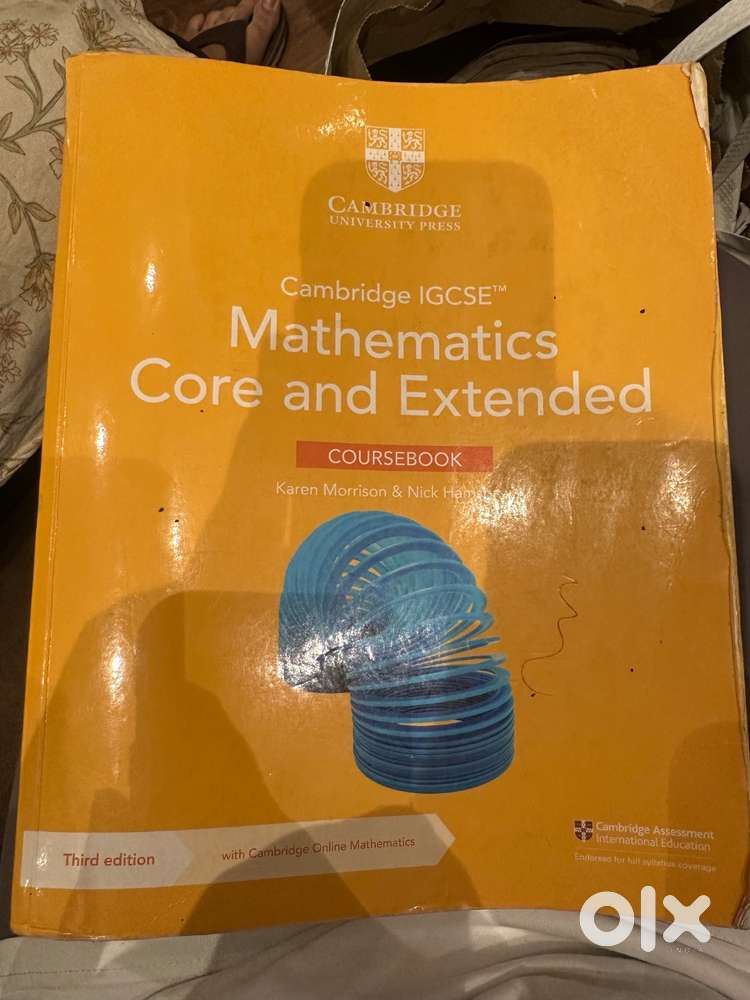 CAMBRIDGE
UNIVERSITY PRESS
Cambridge IGCSE™
Mathematics
Core and Extended
COURSEBOOK
Karen Morrison & Nick
Third edition
with Cambridge Online Mathematics
Cambridge Assessment
International Education
Endorsed for full syllabus coverage
olx